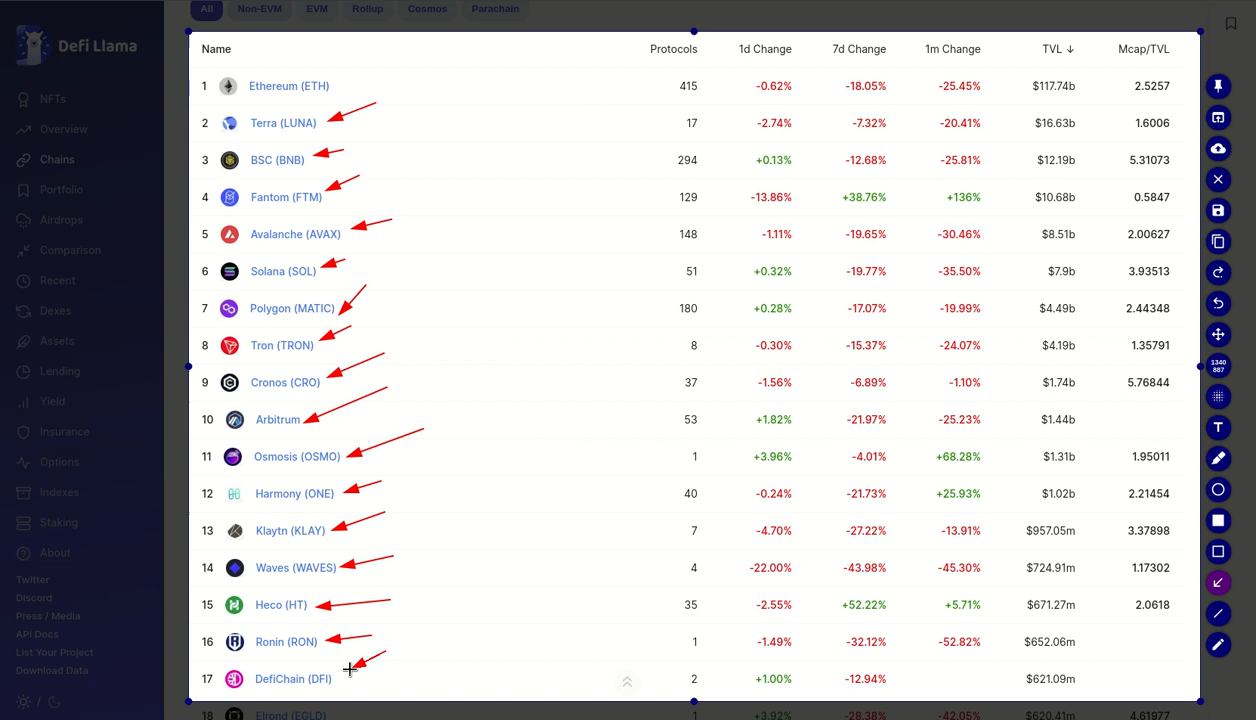 All Non-EVM EVM Rollup Cosmos Parachain
Defi Llama
NFTs
Overview
Chains
Portfolio
Airdrops
Comparison
Recent
Dexes
Assets
Lending
Yield
Insurance
Options
Indexes
Staking
About
Twitter
Discord
Press / Media
API Docs
List Your Project
Download Data
/
Name Protocols 1d Change 7d Change 1m Change TVL ↓ Mcap/TVL
1 Ethereum (ETH) 415 -0.62% -18.05% -25.45% $117.74b 2.5257
2 Terra (LUNA) 17 -2.74% -7.32% -20.41% $16.63b 1.6006
3 BSC (BNB) 294 +0.13% -12.68% -25.81% $12.19b 5.31073
4 Fantom (FTM) 129 -13.86% +38.76% +136% $10.68b 0.5847
5 Avalanche (AVAX) 148 -1.11% -19.65% -30.46% $8.51b 2.00627
6 Solana (SOL) 51 +0.32% -19.77% -35.50% $7.9b 3.93513
7 Polygon (MATIC) 180 +0.28% -17.07% -19.99% $4.49b 2.44348
8 Tron (TRON) 8 -0.30% -15.37% -24.07% $4.19b 1.35791
9 Cronos (CRO) 37 -1.56% -6.89% -1.10% $1.74b 5.76844
10 Arbitrum 53 +1.82% -21.97% -25.23% $1.44b
11 Osmosis (OSMO) 1 +3.96% -4.01% +68.28% $1.31b 1.95011
12 Harmony (ONE) 40 -0.24% -21.73% +25.93% $1.02b 2.21454
13 Klaytn (KLAY) 7 -4.70% -27.22% -13.91% $957.05m 3.37898
14 Waves (WAVES) 4 -22.00% -43.98% -45.30% $724.91m 1.17302
15 Heco (HT) 35 -2.55% +52.22% +5.71% $671.27m 2.0618
16 Ronin (RON) 1 -1.49% -32.12% -52.82% $652.06m
17 DefiChain (DFI) 2 +1.00% -12.94% $621.09m
18 Elrond (EGLD) 1 +3.92% -28.38% -42.05% $620.41m 4.61977
1340
887
T